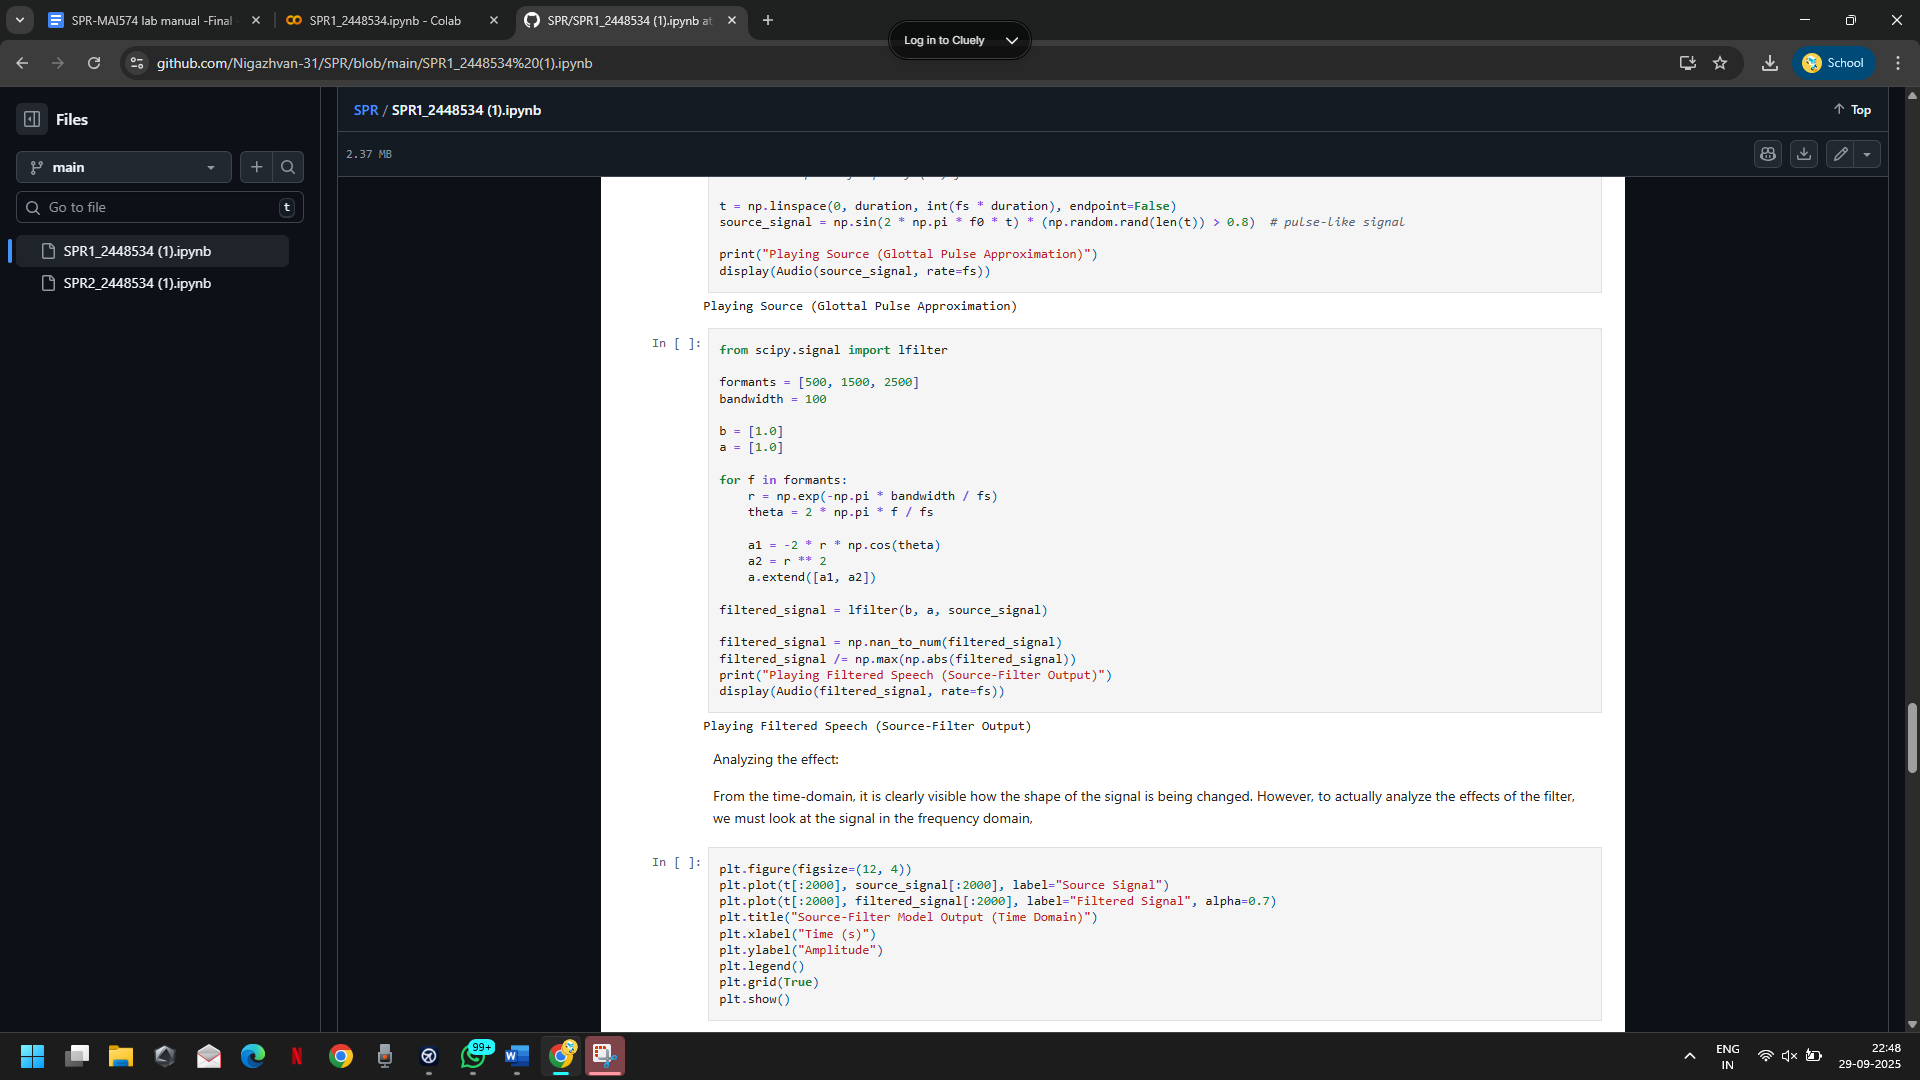 SPR-MAI574 lab manual -Final
SPR1_2448534.ipynb - Colab
SPR/SPR1_2448534 (1).ipynb at
Log in to Cluely
github.com/Nigazhvan-31/SPR/blob/main/SPR1_2448534%20(1).ipynb
School
Files
main
Go to file
t
SPR1_2448534 (1).ipynb
SPR2_2448534 (1).ipynb
SPR / SPR1_2448534 (1).ipynb
Top
2.37 MB
t = np.linspace(0, duration, int(fs * duration), endpoint=False)
source_signal = np.sin(2 * np.pi * f0 * t) * (np.random.rand(len(t)) > 0.8)  # pulse-like signal
print("Playing Source (Glottal Pulse Approximation)")
display(Audio(source_signal, rate=fs))
Playing Source (Glottal Pulse Approximation)
In [ ]:
from scipy.signal import lfilter
formants = [500, 1500, 2500]
bandwidth = 100
b = [1.0]
a = [1.0]
for f in formants:
    r = np.exp(-np.pi * bandwidth / fs)
    theta = 2 * np.pi * f / fs
    a1 = -2 * r * np.cos(theta)
    a2 = r ** 2
    a.extend([a1, a2])
filtered_signal = lfilter(b, a, source_signal)
filtered_signal = np.nan_to_num(filtered_signal)
filtered_signal /= np.max(np.abs(filtered_signal))
print("Playing Filtered Speech (Source-Filter Output)")
display(Audio(filtered_signal, rate=fs))
Playing Filtered Speech (Source-Filter Output)
Analyzing the effect:
From the time-domain, it is clearly visible how the shape of the signal is being changed. However, to actually analyze the effects of the filter,
we must look at the signal in the frequency domain,
In [ ]:
plt.figure(figsize=(12, 4))
plt.plot(t[:2000], source_signal[:2000], label="Source Signal")
plt.plot(t[:2000], filtered_signal[:2000], label="Filtered Signal", alpha=0.7)
plt.title("Source-Filter Model Output (Time Domain)")
plt.xlabel("Time (s)")
plt.ylabel("Amplitude")
plt.legend()
plt.grid(True)
plt.show()
99+
ENG
IN
22:48
29-09-2025